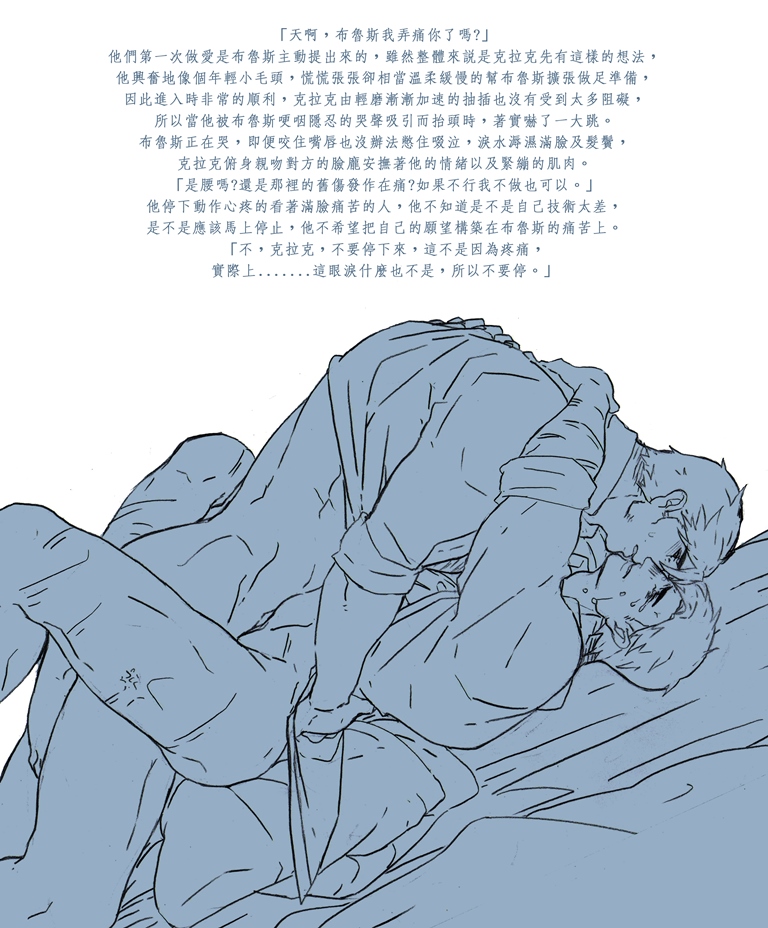 「天啊，布魯斯我弄痛你了嗎?」
他們第一次做愛是布魯斯主動提出來的，雖然整體來說是克拉克先有這樣的想法，
他興奮地像個年輕小毛頭，慌慌張張卻相當溫柔緩慢的幫布魯斯擴張做足準備，
因此進入時非常的順利，克拉克由輕磨漸漸加速的抽插也沒有受到太多阻礙，
所以當他被布魯斯哽咽隱忍的哭聲吸引而抬頭時，著實嚇了一大跳。
布魯斯正在哭，即便咬住嘴唇也沒辦法憋住啜泣，淚水溽濕滿臉及髮鬢，
克拉克俯身親吻對方的臉龐安撫著他的情緒以及緊繃的肌肉。
「是腰嗎?還是那裡的舊傷發作在痛?如果不行我不做也可以。」
他停下動作心疼的看著滿臉痛苦的人，他不知道是不是自己技術太差，
是不是應該馬上停止，他不希望把自己的願望構築在布魯斯的痛苦上。
「不，克拉克，不要停下來，這不是因為疼痛，
實際上.......這眼淚什麼也不是，所以不要停。」